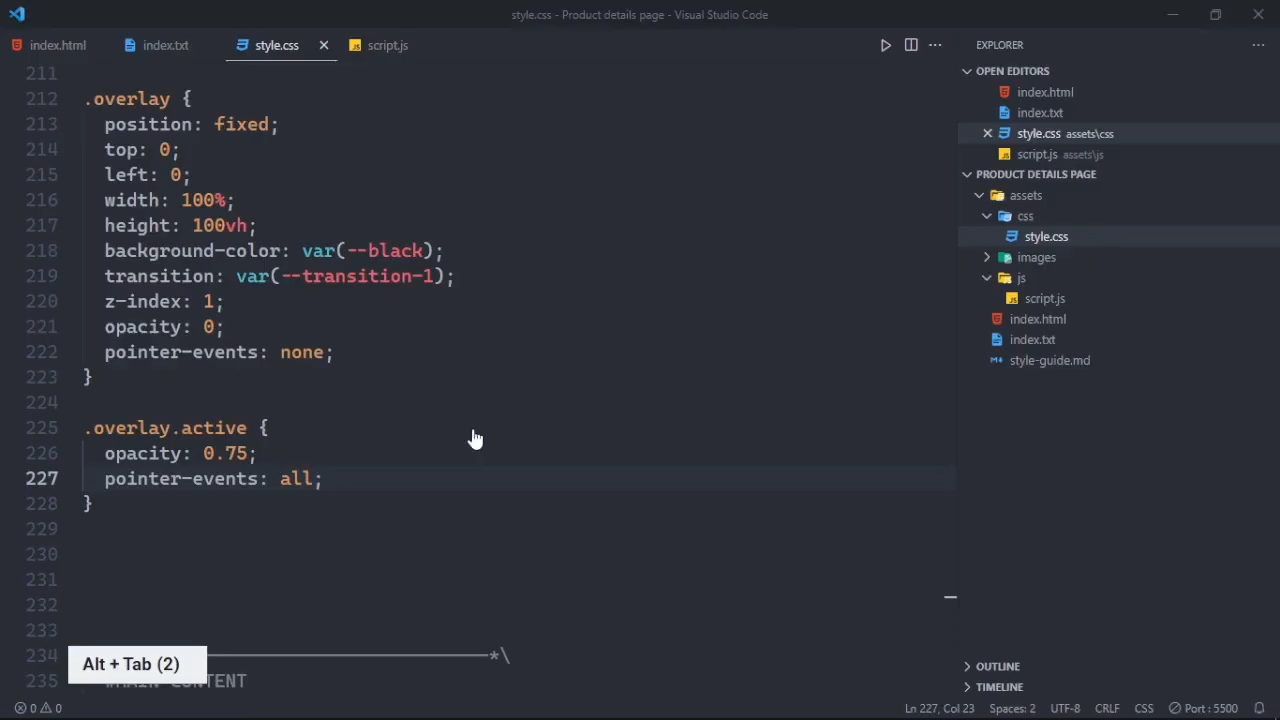 style.css - Product details page - Visual Studio Code
index.html
index.txt
style.css
script.js
211
212 .overlay {
213 position: fixed;
214 top: 0;
215 left: 0;
216 width: 100%;
217 height: 100vh;
218 background-color: var(--black);
219 transition: var(--transition-1);
220 z-index: 1;
221 opacity: 0;
222 pointer-events: none;
223 }
224
225 .overlay.active {
226 opacity: 0.75;
227 pointer-events: all;
228 }
229
230
231
232
233
234 *\
235 #MAIN CONTENT
Alt + Tab (2)
EXPLORER
OPEN EDITORS
index.html
index.txt
style.css assets\css
script.js assets\js
PRODUCT DETAILS PAGE
assets
css
style.css
images
js
script.js
index.html
index.txt
style-guide.md
OUTLINE
TIMELINE
0 0
Ln 227, Col 23
Spaces: 2
UTF-8
CRLF
CSS
Port : 5500